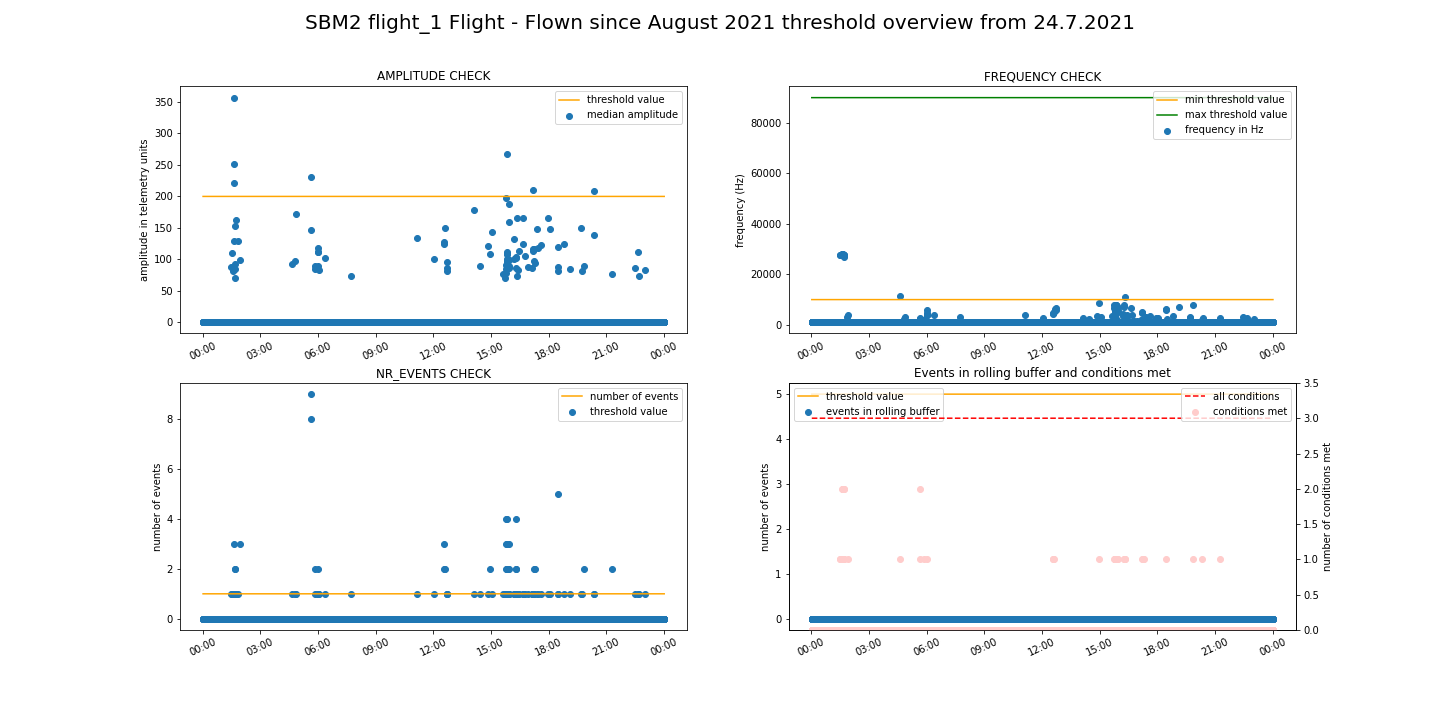 SBM2 flight_1 Flight - Flown since August 2021 threshold overview from 24.7.2021
AMPLITUDE CHECK
amplitude in telemetry units
350
300
250
200
150
100
50
0
threshold value
median amplitude
00:00 03:00 06:00 09:00 12:00 15:00 18:00 21:00 00:00
FREQUENCY CHECK
frequency (Hz)
80000
60000
40000
20000
0
min threshold value
max threshold value
frequency in Hz
00:00 03:00 06:00 09:00 12:00 15:00 18:00 21:00 00:00
NR_EVENTS CHECK
number of events
8
6
4
2
0
number of events
threshold value
00:00 03:00 06:00 09:00 12:00 15:00 18:00 21:00 00:00
Events in rolling buffer and conditions met
number of events
5
4
3
2
1
0
threshold value
events in rolling buffer
all conditions
conditions met
3.5
3.0
2.5
2.0
1.5
1.0
0.5
0.0
number of conditions met
00:00 03:00 06:00 09:00 12:00 15:00 18:00 21:00 00:00